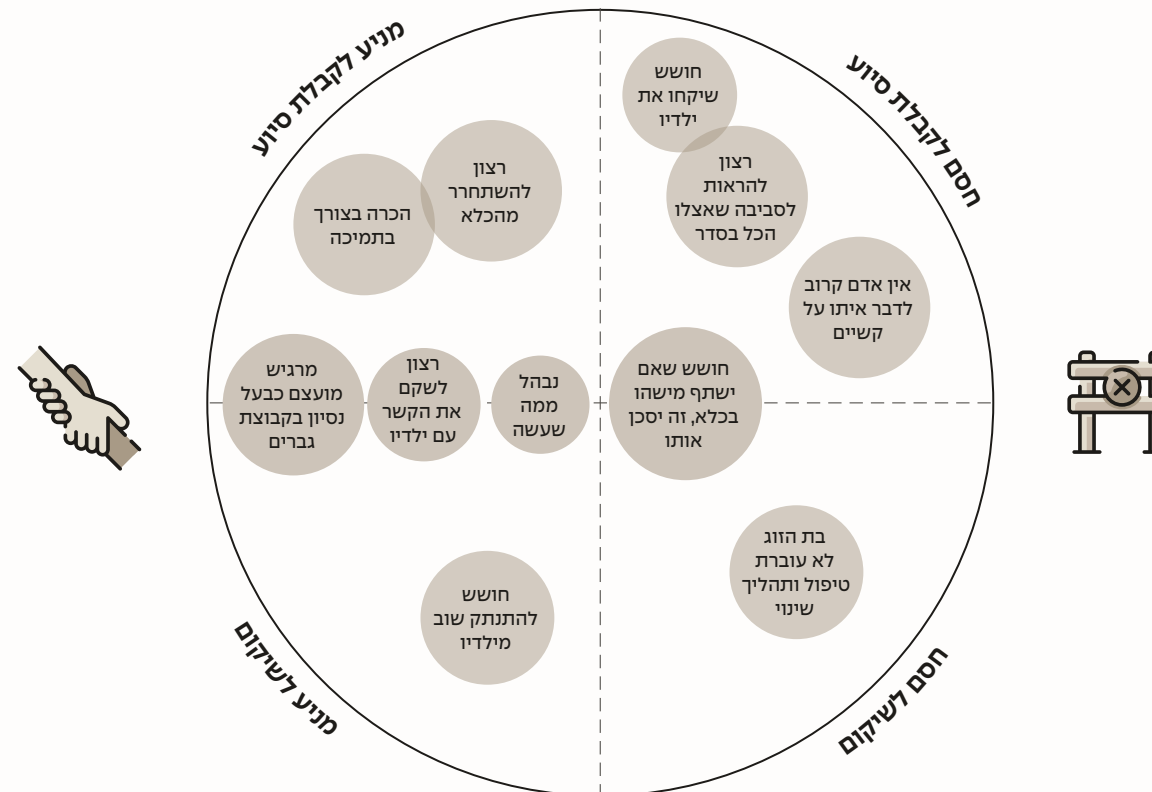 חסם לקבלת סיוע
חושש
שיקחו את
ילדיו
רצון
להראות
לסביבה שאצלו
הכל בסדר
אין אדם קרוב
לדבר איתו על
קשיים
מניע לקבלת סיוע
רצון
להשתחרר
מהכלא
הכרה בצורך
בתמיכה
חושש שאם
ישתף מישהו
בכלא, זה יסכן
אותו
נבהל
ממה
שעשה
רצון
לשקם
את הקשר
עם ילדיו
מרגיש
מועצם כבעל
נסיון בקבוצת
גברים
בת הזוג
לא עוברת
טיפול ותהליך
שינוי
חסם לשיקום
חושש
להתנתק שוב
מילדיו
מניע לשיקום